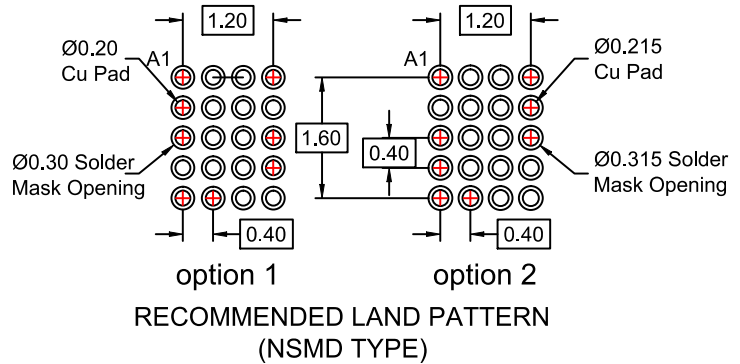 1.20
1.20
Ø0.20
Cu Pad
A1
A1
Ø0.215
Cu Pad
1.60
0.40
Ø0.30 Solder
Mask Opening
Ø0.315 Solder
Mask Opening
0.40
0.40
option 1
option 2
RECOMMENDED LAND PATTERN
(NSMD TYPE)